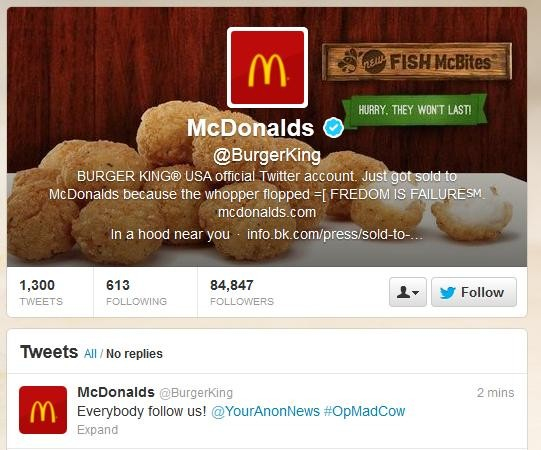 new FISH McBites®
HURRY, THEY WON'T LAST!
McDonalds
@BurgerKing
BURGER KING® USA official Twitter account. Just got sold to
McDonalds because the whopper flopped =[ FREDOM IS FAILURE℠.
mcdonalds.com
In a hood near you · info.bk.com/press/sold-to-...
1,300 613 84,847
TWEETS FOLLOWING FOLLOWERS
Follow
Tweets All / No replies
McDonalds @BurgerKing 2 mins
Everybody follow us! @YourAnonNews #OpMadCow
Expand